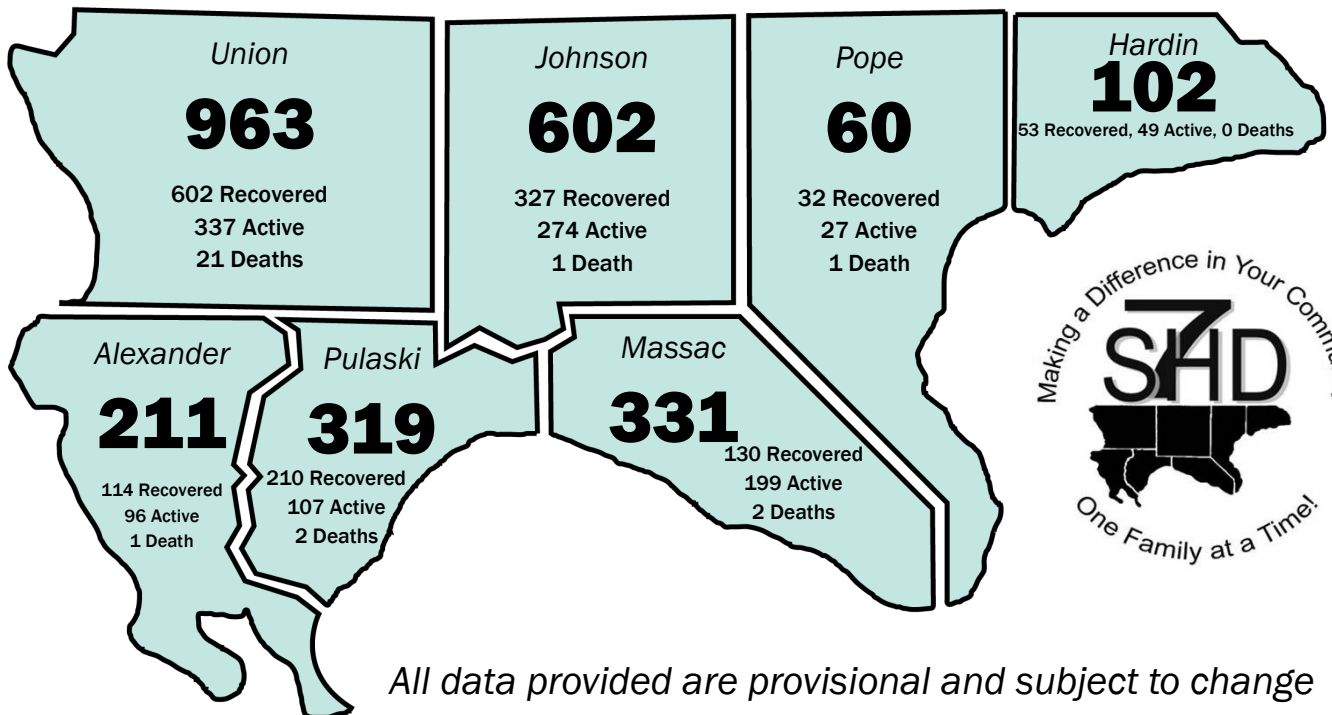 Union
963
602 Recovered
337 Active
21 Deaths
Johnson
602
327 Recovered
274 Active
1 Death
Pope
60
32 Recovered
27 Active
1 Death
Hardin
102
53 Recovered, 49 Active, 0 Deaths
Alexander
211
114 Recovered
96 Active
1 Death
Pulaski
319
210 Recovered
107 Active
2 Deaths
Massac
331
130 Recovered
199 Active
2 Deaths
Making a Difference in Your
S7HD
One Family at a Time!
All data provided are provisional and subject to change